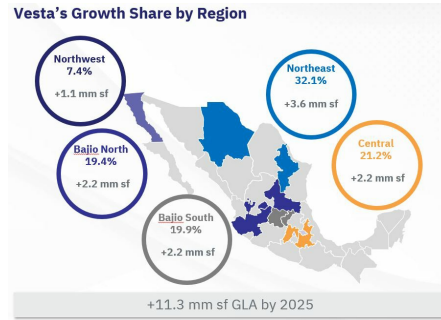 Vesta's Growth Share by Region
Northwest
7.4%
+1.1 mm sf
Northeast
32.1%
+3.6 mm sf
Bajio North
19.4%
+2.2 mm sf
Central
21.2%
+2.2 mm sf
Bajio South
19.9%
+2.2 mm sf
+11.3 mm sf GLA by 2025